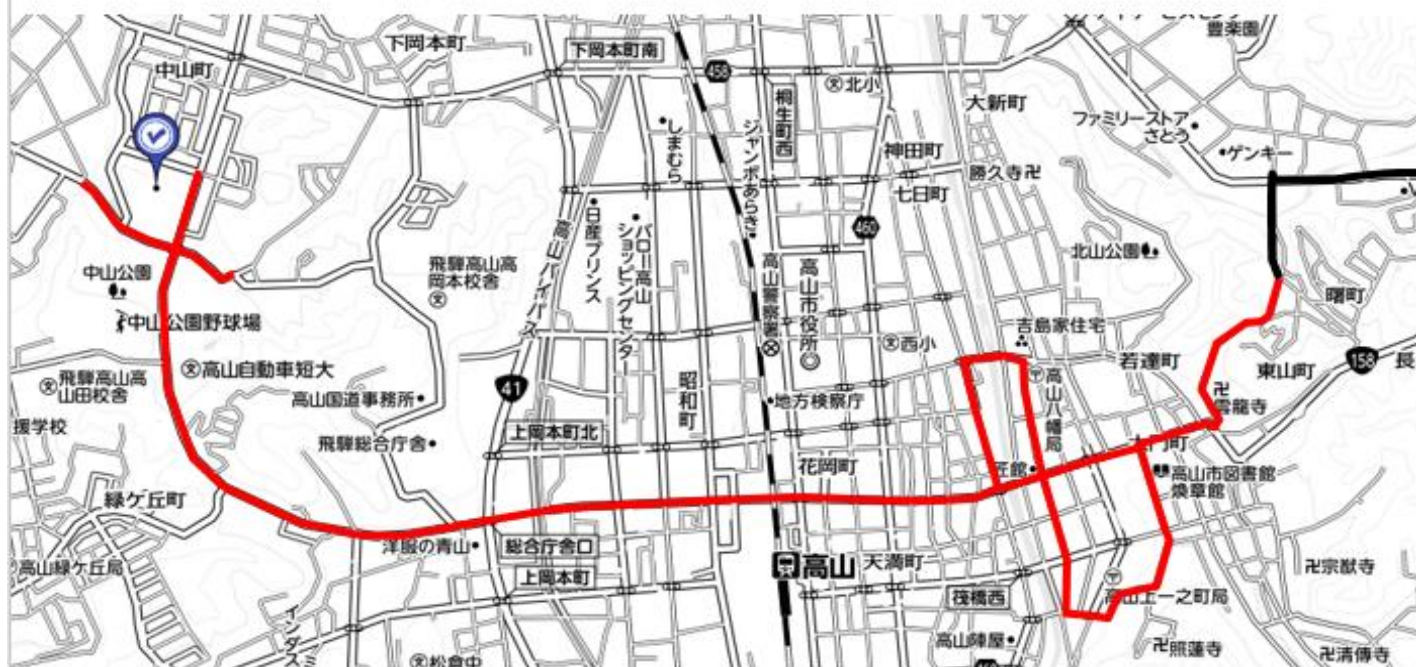 豊楽園
下岡本町
下岡本町南
中山町
458
北小
大新町
桐生町西
ファミリーストア
さとう
しまむら
ジャンボあらき
神田町
ゲンキー
七日町
勝久寺卍
日産プリンス
バロー高山
ショッピングセンター
460
高山バイパス
北山公園
中山公園
飛騨高山高
岡本校舎
高山警察署
高山市役所
曙町
中山公園野球場
吉島家住宅
西小
若達町
158
東山町
長
高山自動車短大
飛騨高山高
山田校舎
41
昭和町
高山八幡局
卍
雲龍寺
高山国道事務所
地方検察庁
援学校
上岡本町北
飛騨総合庁舎
花岡町
匠館
大門町
高山市図書館
煥章館
緑ケ丘町
洋服の青山
総合庁舎口
高山
天満町
卍宗猷寺
高山緑ケ丘局
上岡本町
筏橋西
高山上一之町局
高山陣屋
卍照蓮寺
卍清傳寺
松倉中